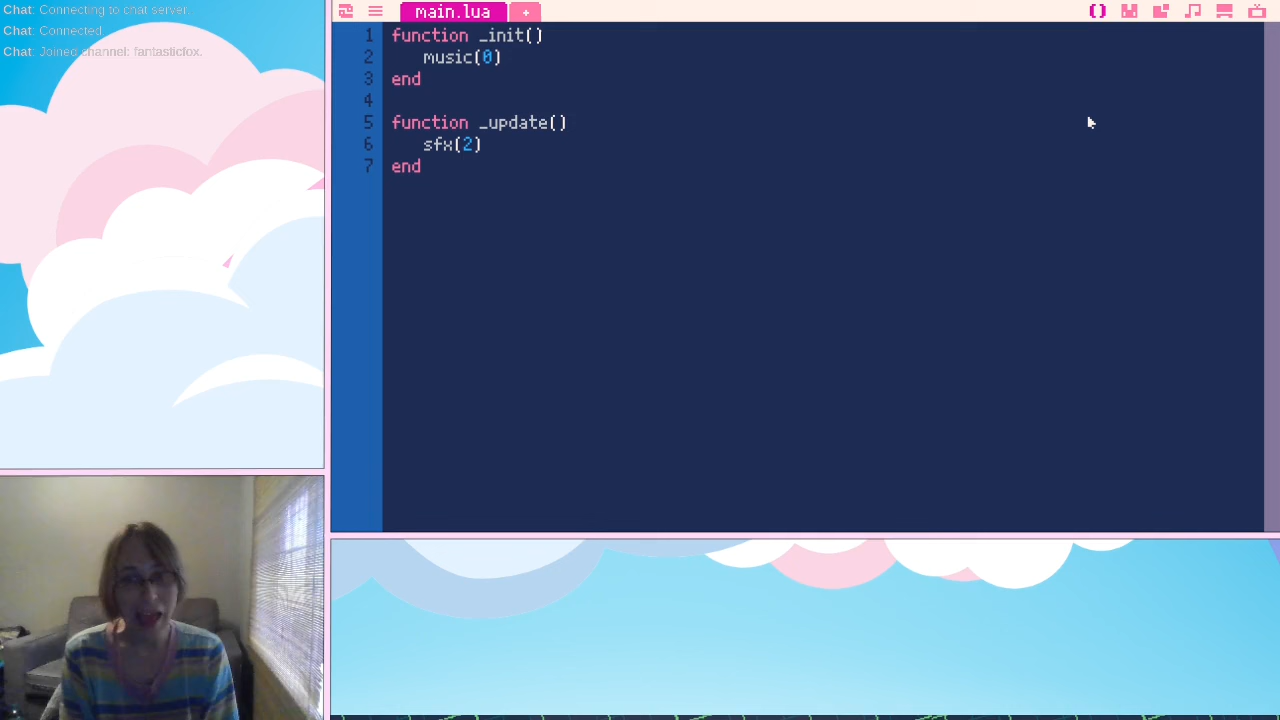 Chat: Connecting to chat server.
Chat: Connected.
Chat: Joined channel: fantasticfox.
main.lua +
1 function _init()
2 music(0)
3 end
4
5 function _update()
6 sfx(2)
7 end